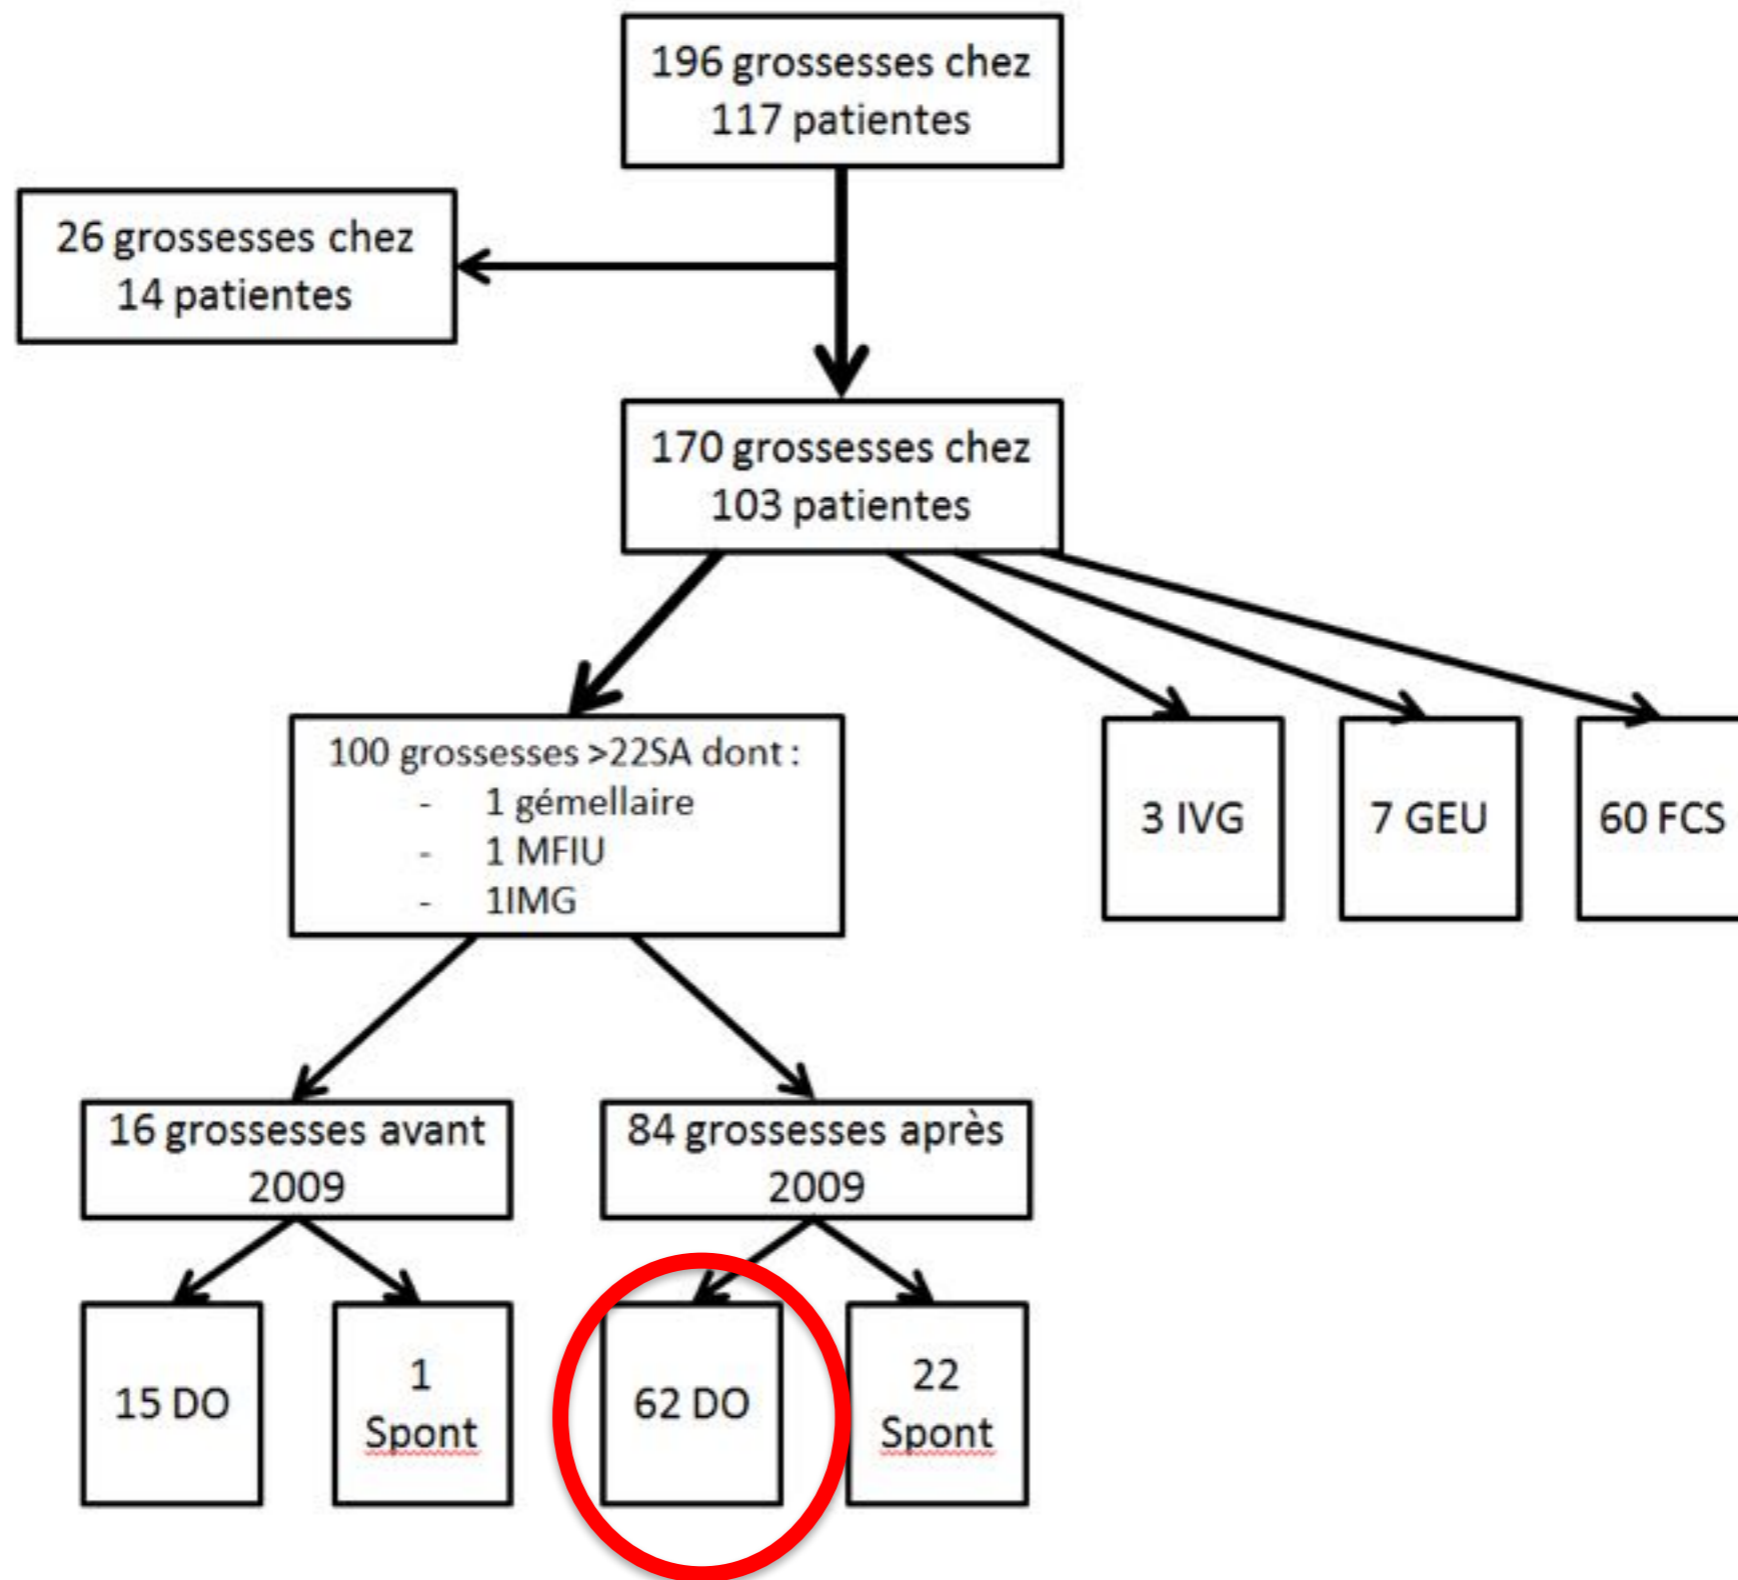 196 grossesses chez
117 patientes
26 grossesses chez
14 patientes
170 grossesses chez
103 patientes
100 grossesses >22SA dont :
- 1 gémellaire
- 1 MFIU
- 1IMG
3 IVG
7 GEU
60 FCS
16 grossesses avant
2009
84 grossesses après
2009
15 DO
1
Spont
62 DO
22
Spont